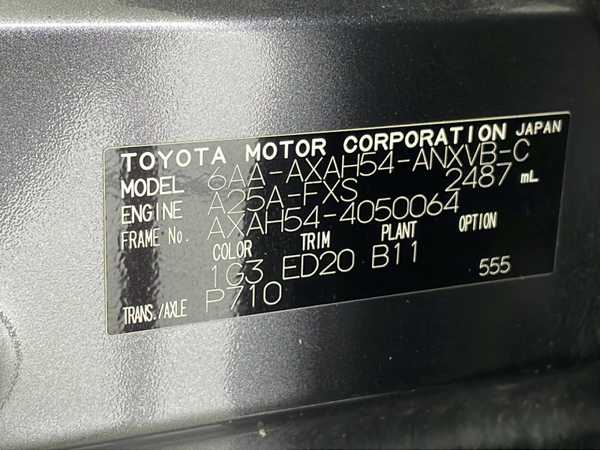 TOYOTA MOTOR CORPORATION JAPAN
MODEL 6AA-AXAH54-ANXVB-C
ENGINE A25A-FXS 2487 mL
FRAME No. AXAH54-4050064
COLOR TRIM PLANT OPTION
1G3 ED20 B11 555
TRANS./AXLE P710